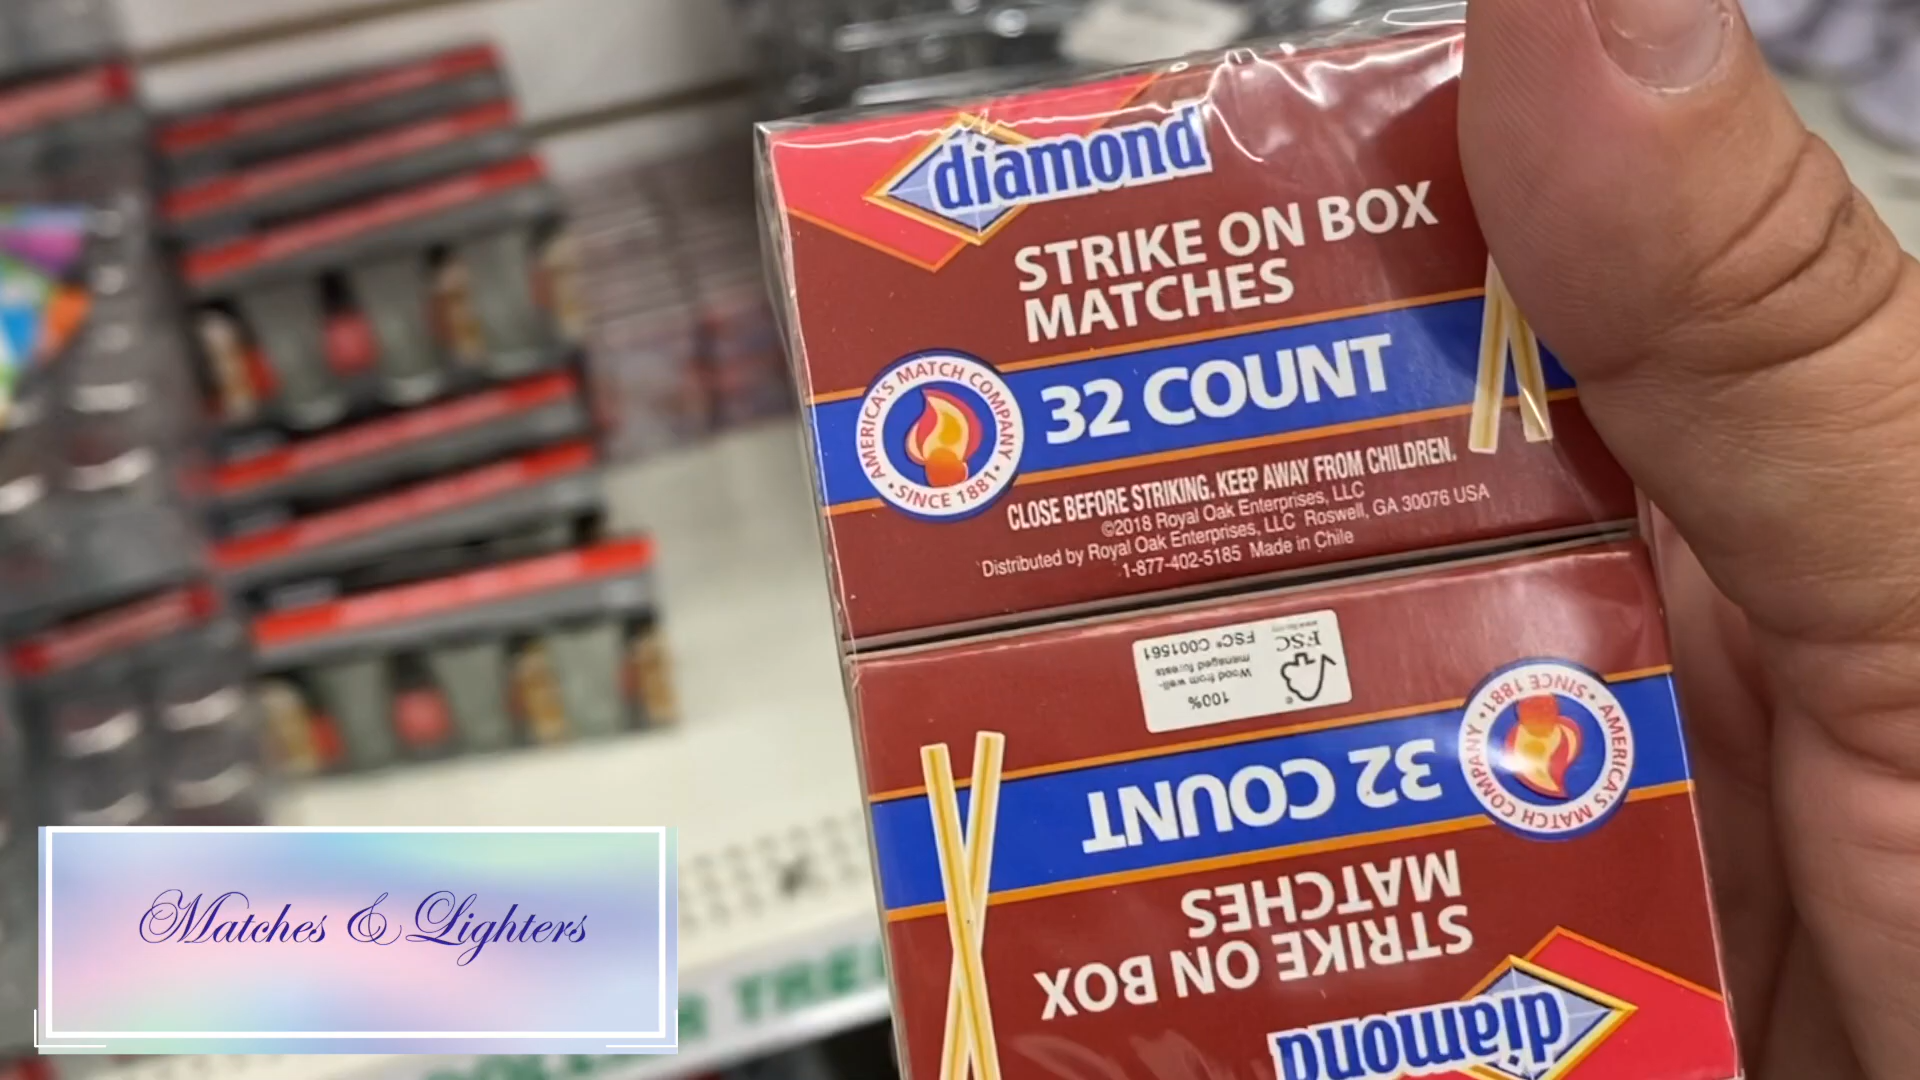 diamond
STRIKE ON BOX
MATCHES
32 COUNT
AMERICA'S MATCH COMPANY • SINCE 1881 •
CLOSE BEFORE STRIKING. KEEP AWAY FROM CHILDREN.
©2018 Royal Oak Enterprises, LLC
Distributed by Royal Oak Enterprises, LLC Roswell, GA 30076 USA
1-877-402-5185 Made in Chile
FSC
100%
Wood from well-
managed forests
FSC® C001561
AMERICA'S MATCH COMPANY • SINCE 1881 •
32 COUNT
STRIKE ON BOX
MATCHES
diamond
Matches & Lighters
DOLLAR TREE